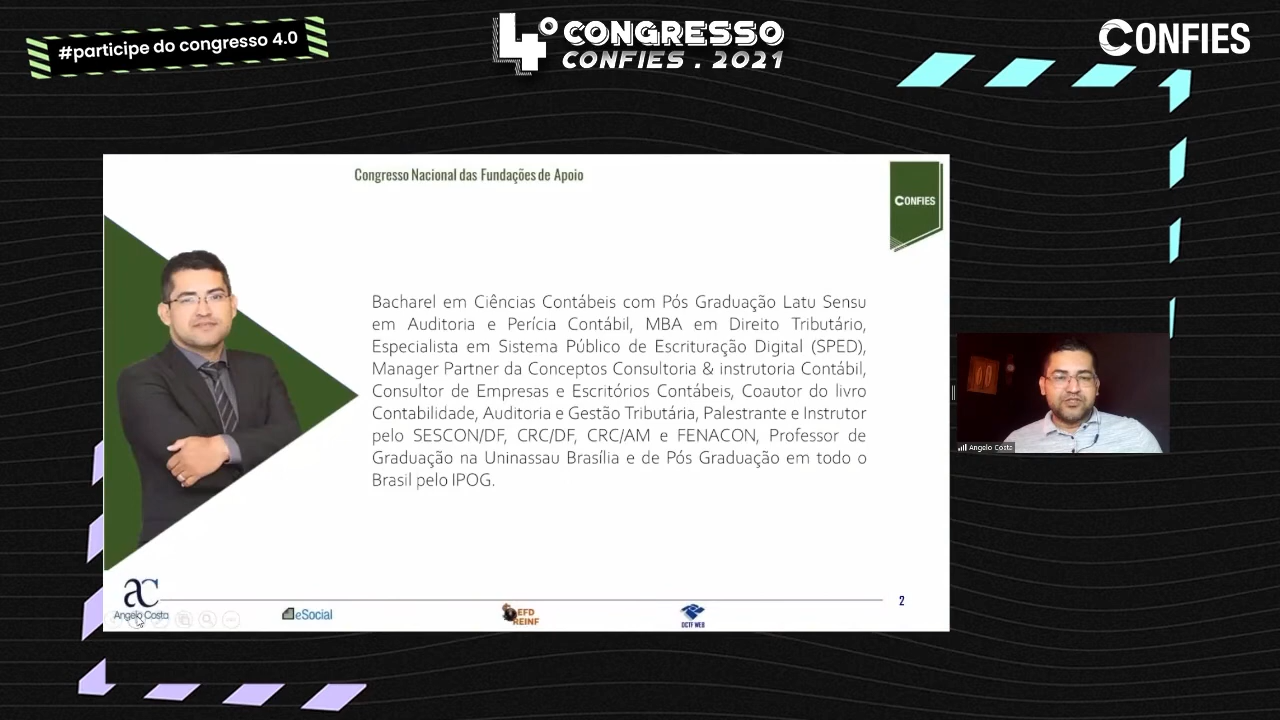 #participe do congresso 4.0
4º CONGRESSO
CONFIES . 2021
CONFIES
Congresso Nacional das Fundações de Apoio
CONFIES
Bacharel em Ciências Contábeis com Pós Graduação Latu Sensu
em Auditoria e Perícia Contábil, MBA em Direito Tributário,
Especialista em Sistema Público de Escrituração Digital (SPED),
Manager Partner da Conceptos Consultoria & instrutoria Contábil,
Consultor de Empresas e Escritórios Contábeis, Coautor do livro
Contabilidade, Auditoria e Gestão Tributária, Palestrante e Instrutor
pelo SESCON/DF, CRC/DF, CRC/AM e FENACON, Professor de
Graduação na Uninassau Brasília e de Pós Graduação em todo o
Brasil pelo IPOG.
Angelo Costa
AC
Angelo Costa
eSocial
EFD
REINF
DCTF WEB
2